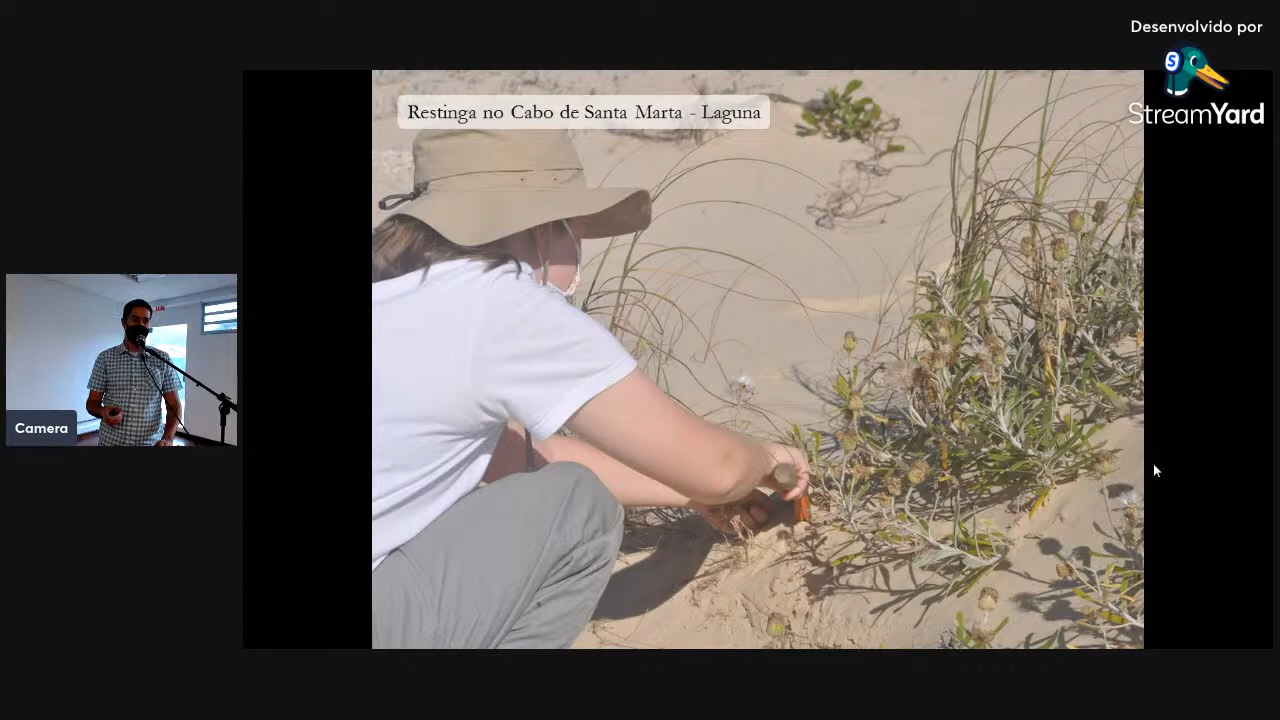 Desenvolvido por
S
StreamYard
Restinga no Cabo de Santa Marta - Laguna
Camera